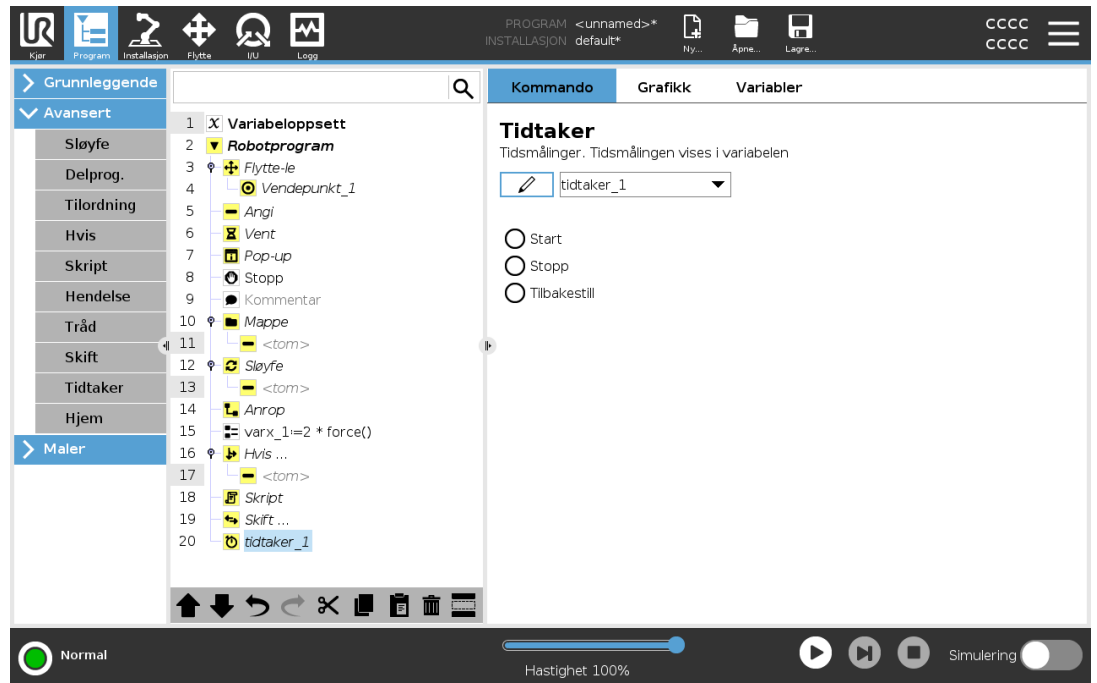 PROGRAM <unnamed>*
INSTALLASJON default*
CCCC
CCCC
Kjør Program Installasjon Flytte I/U Logg Ny... Åpne... Lagre...
Grunnleggende
Avansert
Sløyfe
Delprog.
Tilordning
Hvis
Skript
Hendelse
Tråd
Skift
Tidtaker
Hjem
Maler
1 X Variabeloppsett
2 Robotprogram
3 Flytte-le
4 Vendepunkt_1
5 Angi
6 Vent
7 Pop-up
8 Stopp
9 Kommentar
10 Mappe
11 <tom>
12 Sløyfe
13 <tom>
14 Anrop
15 varx_1:=2 * force()
16 Hvis ...
17 <tom>
18 Skript
19 Skift ...
20 tidtaker_1
Kommando Grafikk Variabler
Tidtaker
Tidsmålinger. Tidsmålingen vises i variabelen
tidtaker_1
Start
Stopp
Tilbakestill
Normal
Hastighet 100%
Simulering